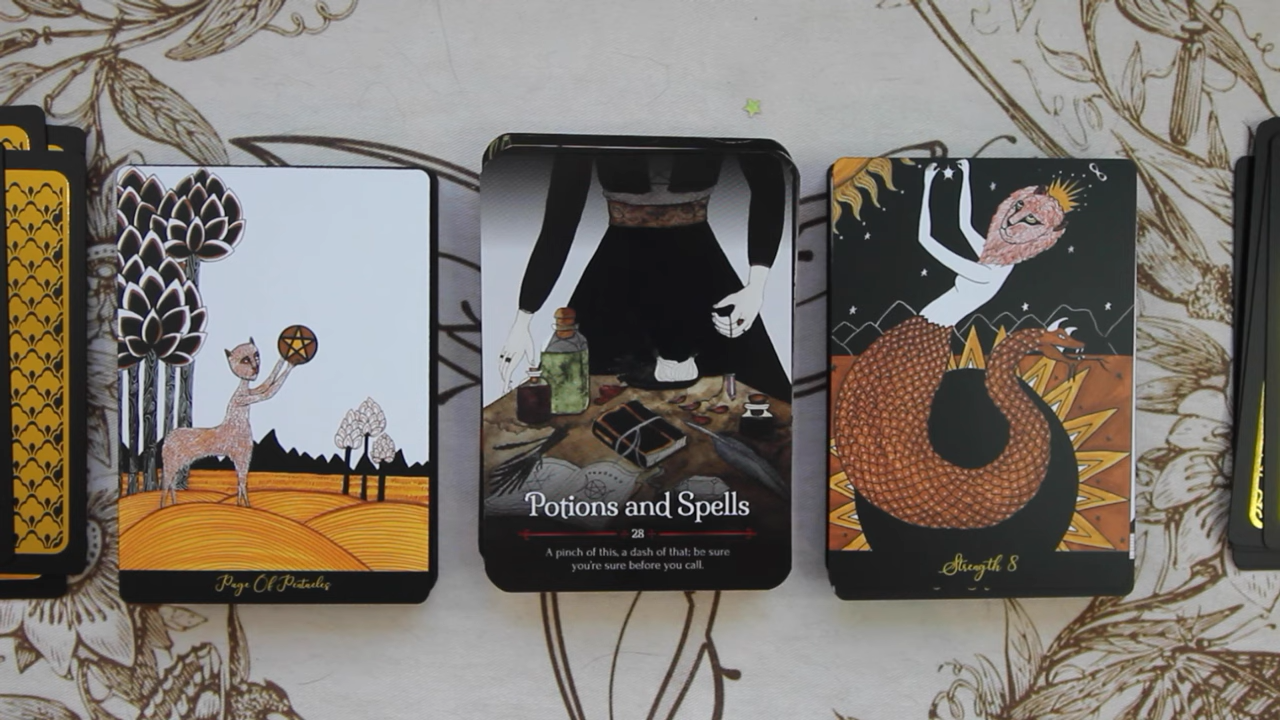 Page Of Pentacles
Potions and Spells
28
A pinch of this, a dash of that; be sure
you're sure before you call.
Strength 8